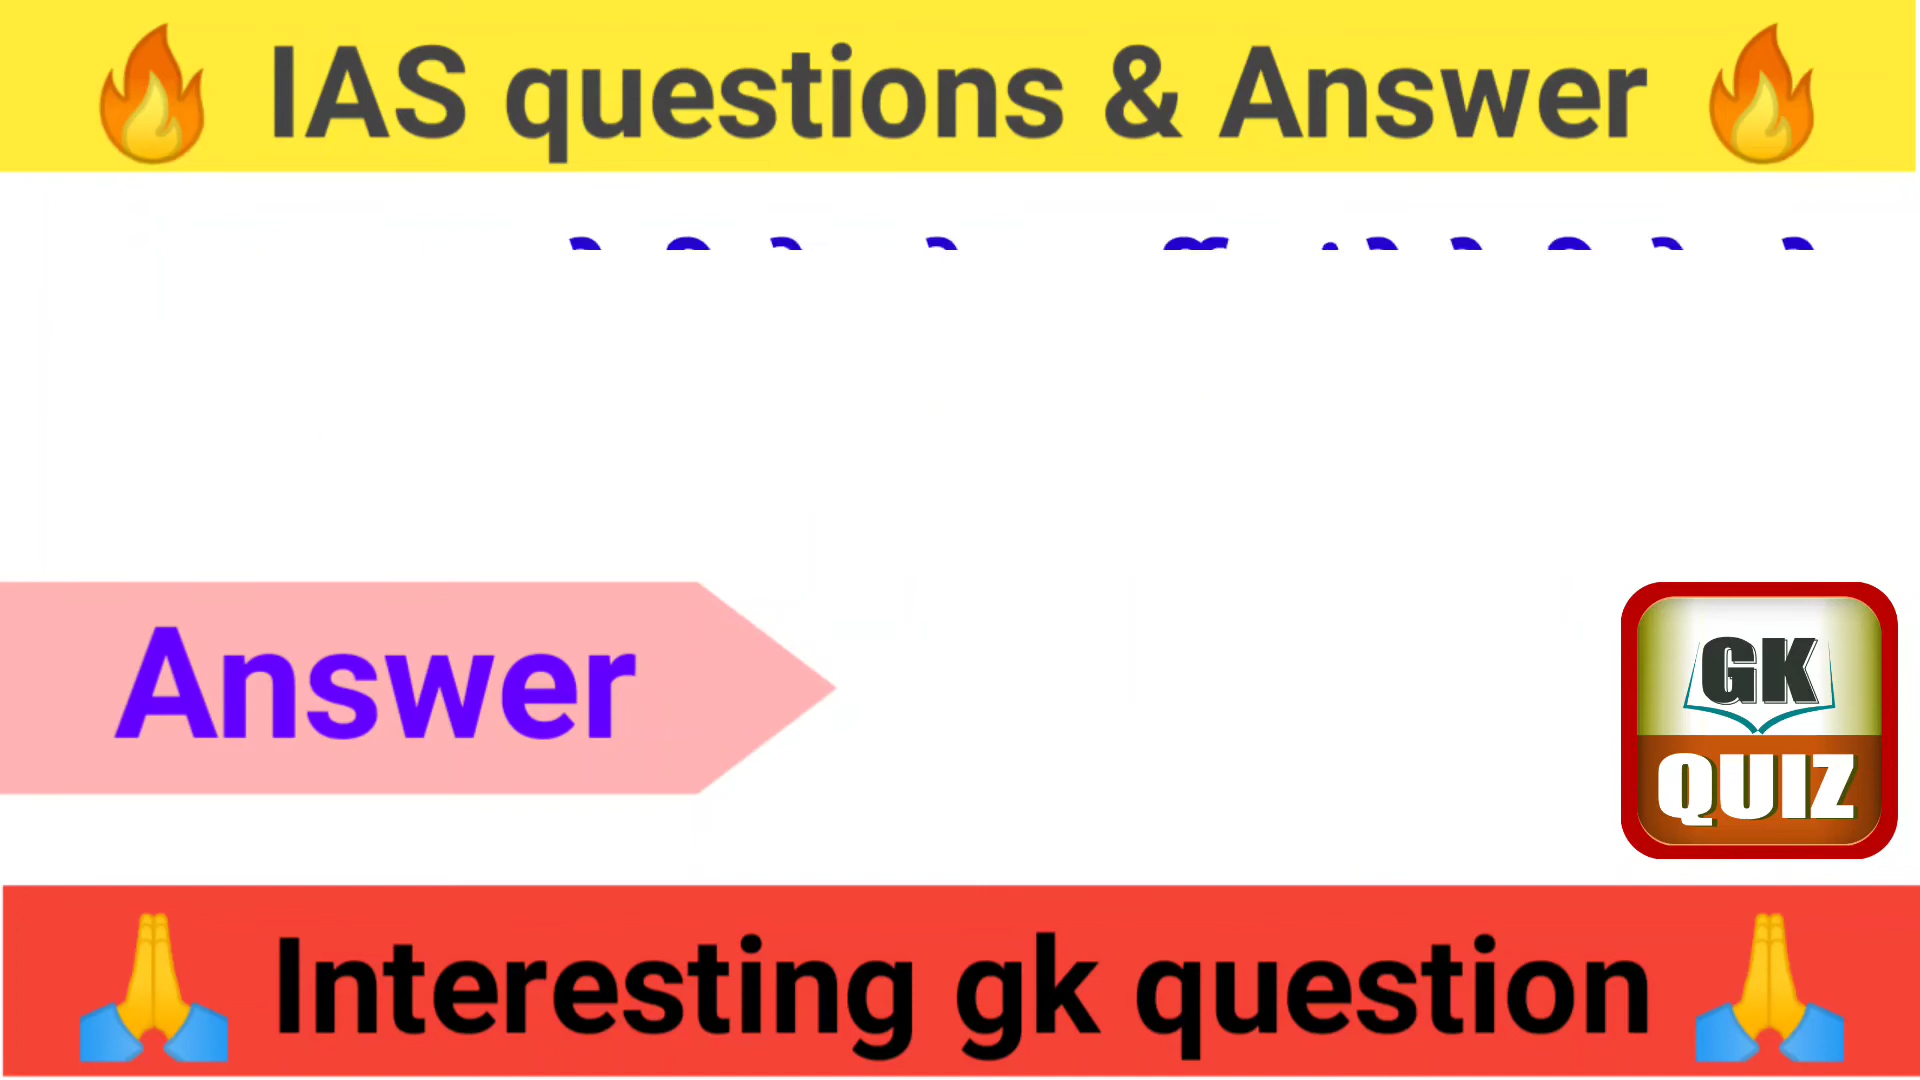 🔥 IAS questions & Answer 🔥
Answer
GK
QUIZ
🙏 Interesting gk question 🙏